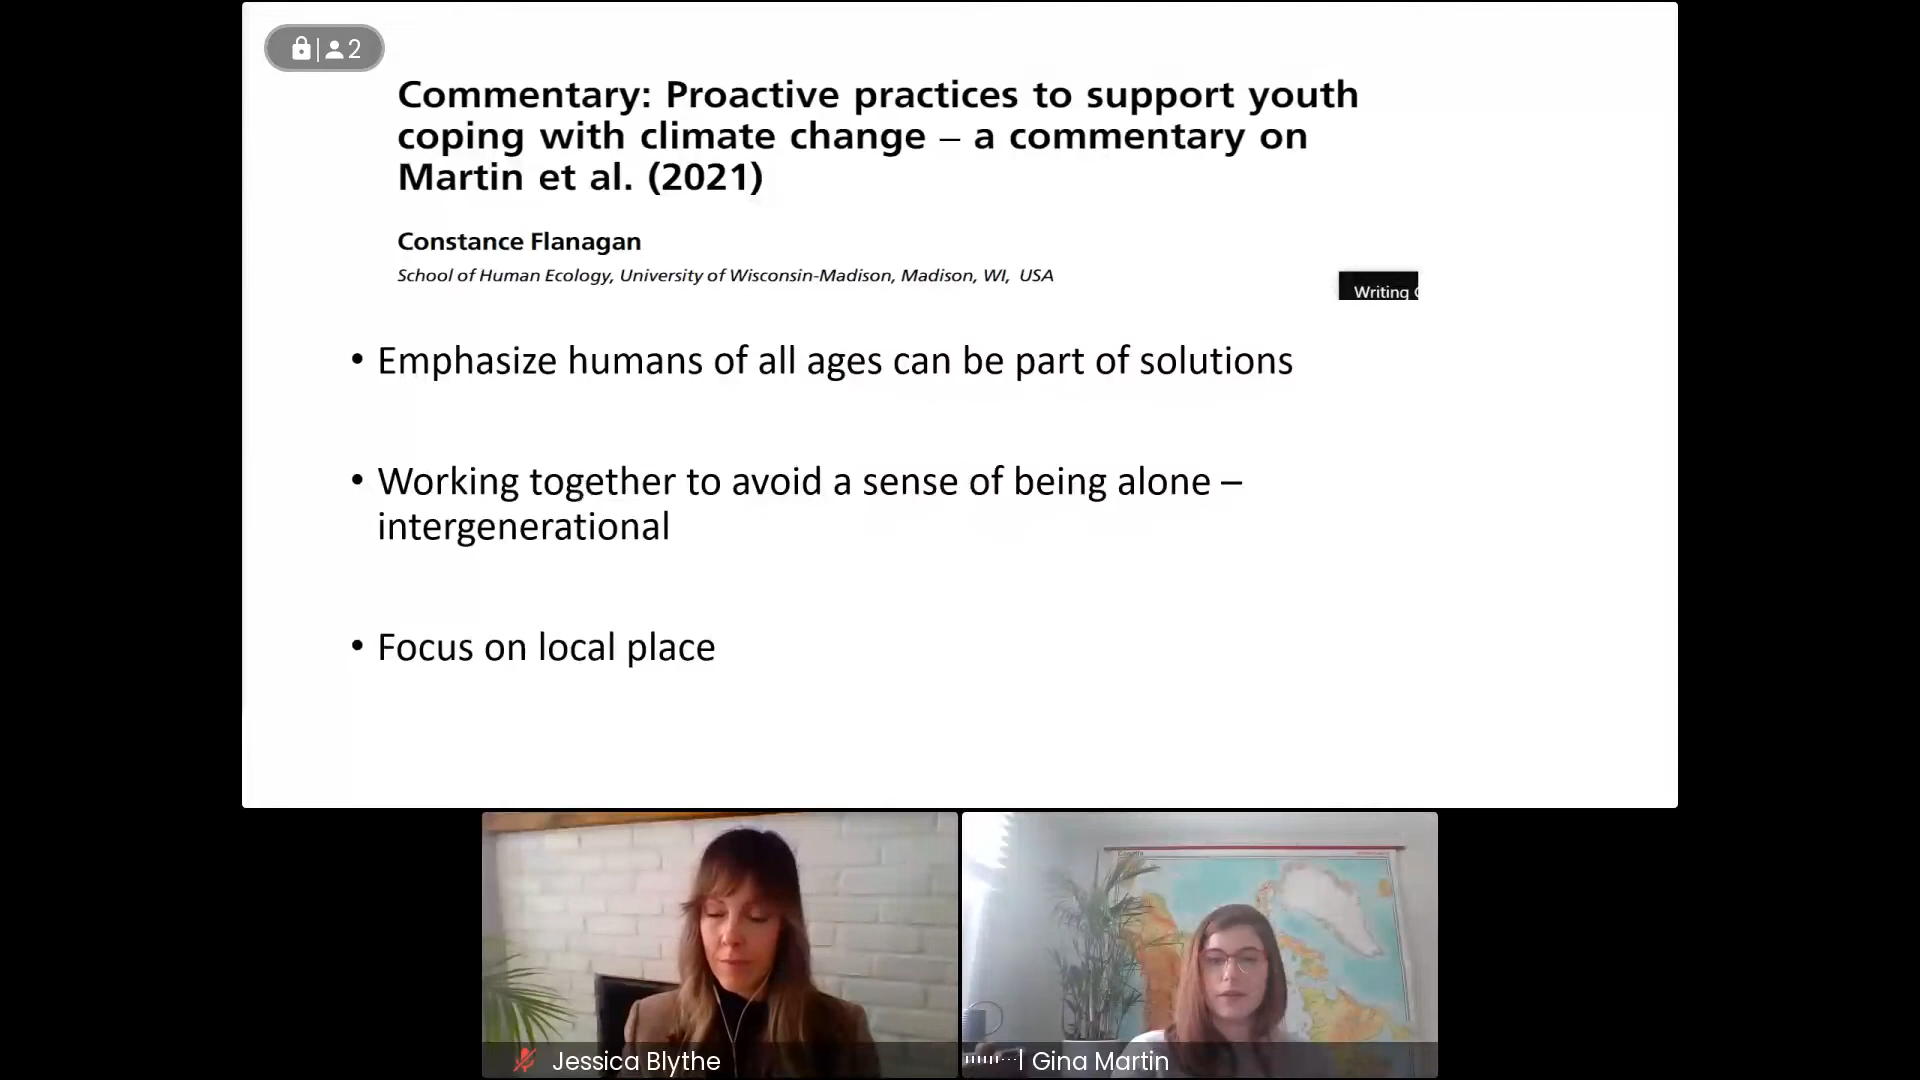 2
Commentary: Proactive practices to support youth
coping with climate change – a commentary on
Martin et al. (2021)
Constance Flanagan
School of Human Ecology, University of Wisconsin-Madison, Madison, WI, USA
Writing
• Emphasize humans of all ages can be part of solutions
• Working together to avoid a sense of being alone –
intergenerational
• Focus on local place
Jessica Blythe
Gina Martin